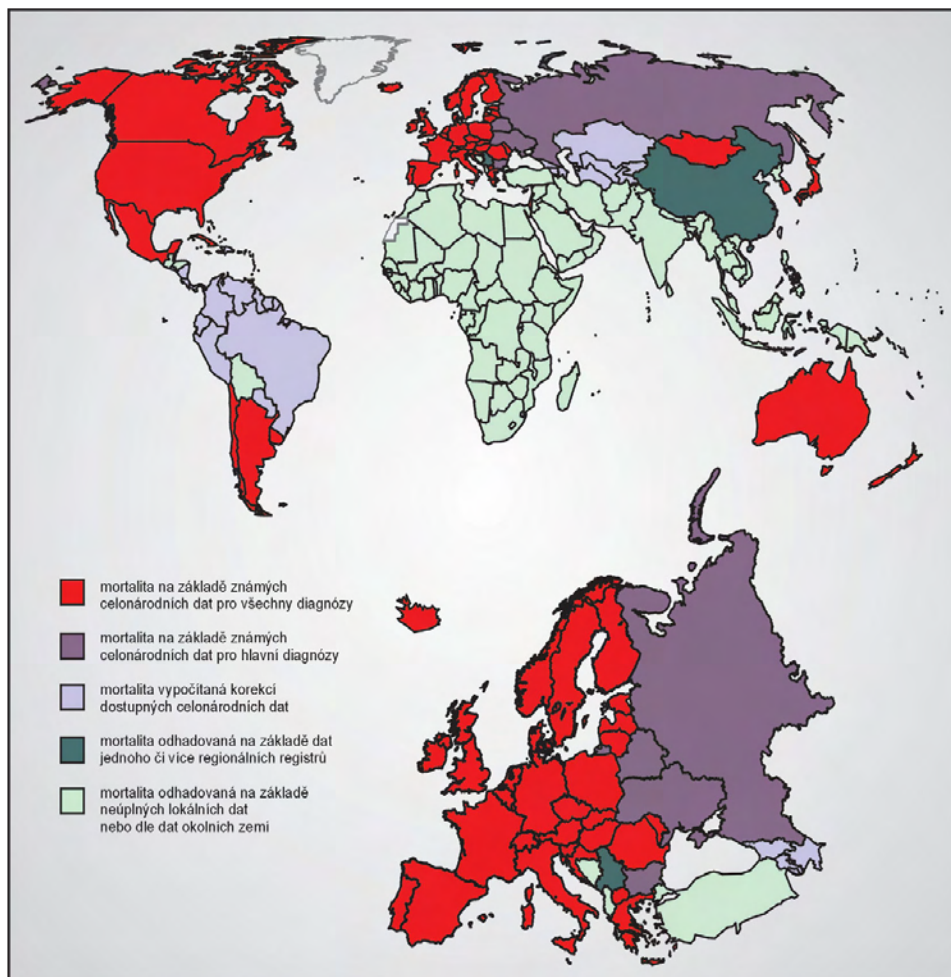 mortalita na základě známých
celonárodních dat pro všechny diagnózy
mortalita na základě známých
celonárodních dat pro hlavní diagnózy
mortalita vypočítaná korekcí
dostupných celonárodních dat
mortalita odhadovaná na základě dat
jednoho či více regionálních registrů
mortalita odhadovaná na základě
neúplných lokálních dat
nebo dle dat okolních zemí